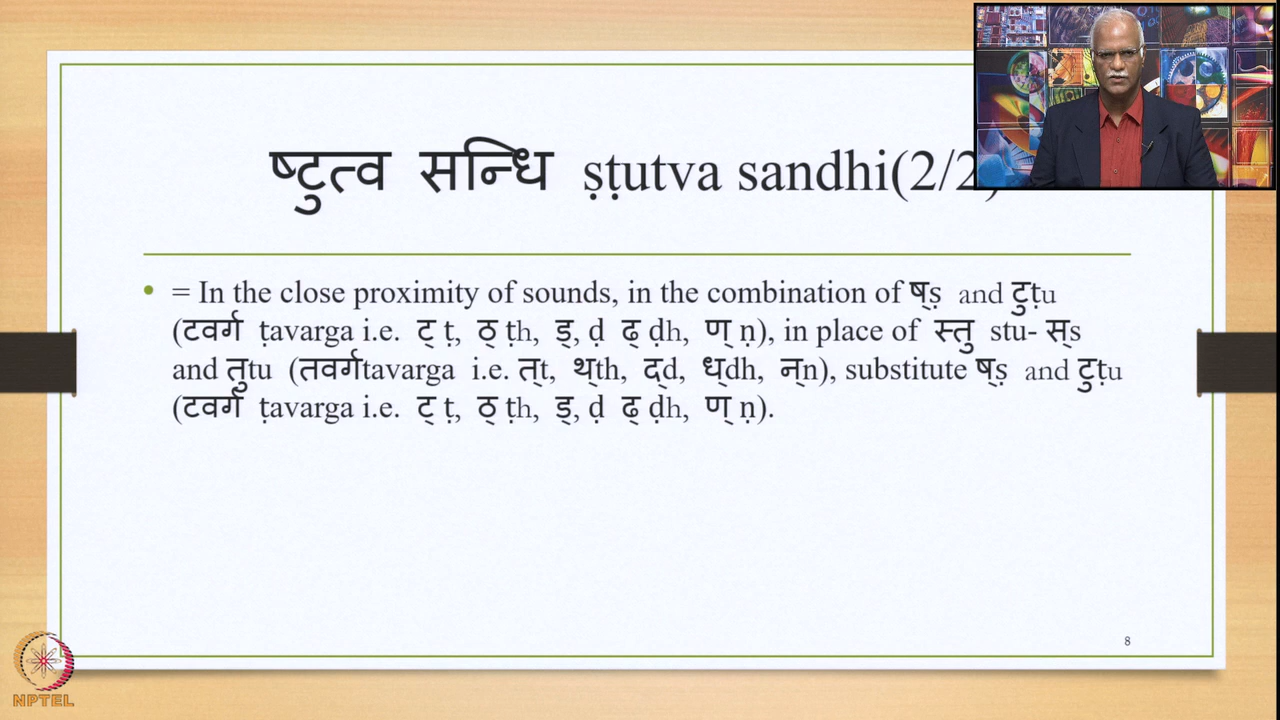 ष्टुत्व सन्धि ṣṭutva sandhi(2/2)
• = In the close proximity of sounds, in the combination of ष्ṣ and टुṭu
(टवर्ग ṭavarga i.e. ट् ṭ, ठ् ṭh, ड्, ḍ ढ् ḍh, ण् ṇ), in place of स्तु stu- स्s
and तुtu (तवर्गtavarga i.e. त्t, थ्th, द्d, ध्dh, न्n), substitute ष्ṣ and टुṭu
(टवर्ग ṭavarga i.e. ट् ṭ, ठ् ṭh, ड्, ḍ ढ् ḍh, ण् ṇ).
8
NPTEL